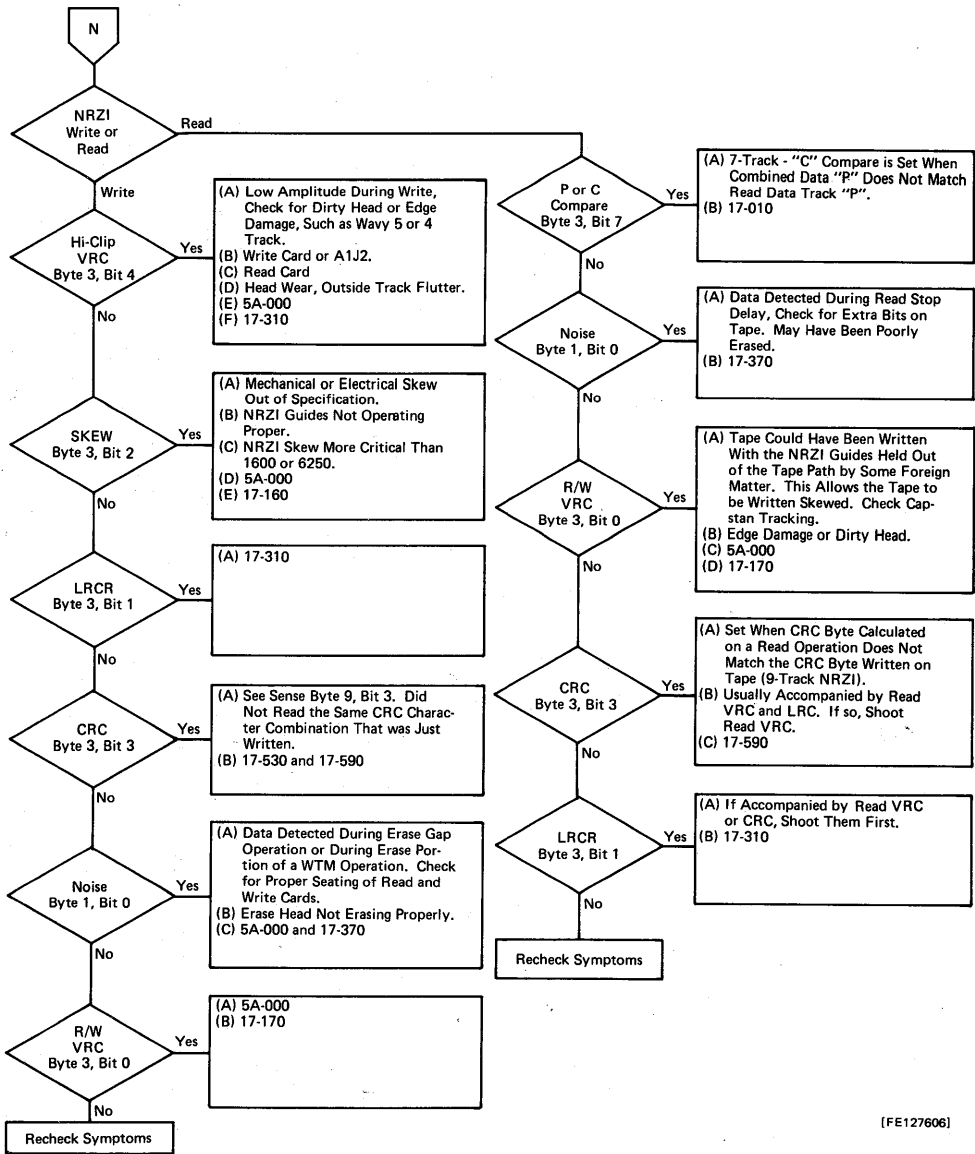 N
NRZI
Write or
Read
Read
Write
Hi-Clip
VRC
Byte 3, Bit 4
Yes
No
(A) Low Amplitude During Write,
Check for Dirty Head or Edge
Damage, Such as Wavy 5 or 4
Track.
(B) Write Card or A1J2.
(C) Read Card
(D) Head Wear, Outside Track Flutter.
(E) 5A-000
(F) 17-310
SKEW
Byte 3, Bit 2
Yes
No
(A) Mechanical or Electrical Skew
Out of Specification.
(B) NRZI Guides Not Operating
Proper.
(C) NRZI Skew More Critical Than
1600 or 6250.
(D) 5A-000
(E) 17-160
LRCR
Byte 3, Bit 1
Yes
No
(A) 17-310
CRC
Byte 3, Bit 3
Yes
No
(A) See Sense Byte 9, Bit 3. Did
Not Read the Same CRC Charac-
ter Combination That was Just
Written.
(B) 17-530 and 17-590
Noise
Byte 1, Bit 0
Yes
No
(A) Data Detected During Erase Gap
Operation or During Erase Por-
tion of a WTM Operation. Check
for Proper Seating of Read and
Write Cards.
(B) Erase Head Not Erasing Properly.
(C) 5A-000 and 17-370
R/W
VRC
Byte 3, Bit 0
Yes
No
(A) 5A-000
(B) 17-170
Recheck Symptoms
P or C
Compare
Byte 3, Bit 7
Yes
No
(A) 7-Track - "C" Compare is Set When
Combined Data "P." Does Not Match
Read Data Track "P".
(B) 17-010
Noise
Byte 1, Bit 0
Yes
No
(A) Data Detected During Read Stop
Delay, Check for Extra Bits on
Tape. May Have Been Poorly
Erased.
(B) 17-370
R/W
VRC
Byte 3, Bit 0
Yes
No
(A) Tape Could Have Been Written
With the NRZI Guides Held Out
of the Tape Path by Some Foreign
Matter. This Allows the Tape to
be Written Skewed. Check Cap-
stan Tracking.
(B) Edge Damage or Dirty Head.
(C) 5A-000
(D) 17-170
CRC
Byte 3, Bit 3
Yes
No
(A) Set When CRC Byte Calculated
on a Read Operation Does Not
Match the CRC Byte Written on
Tape (9-Track NRZI).
(B) Usually Accompanied by Read
VRC and LRC. If so, Shoot
Read VRC.
(C) 17-590
LRCR
Byte 3, Bit 1
Yes
No
(A) If Accompanied by Read VRC
or CRC, Shoot Them First.
(B) 17-310
Recheck Symptoms
[FE127606]